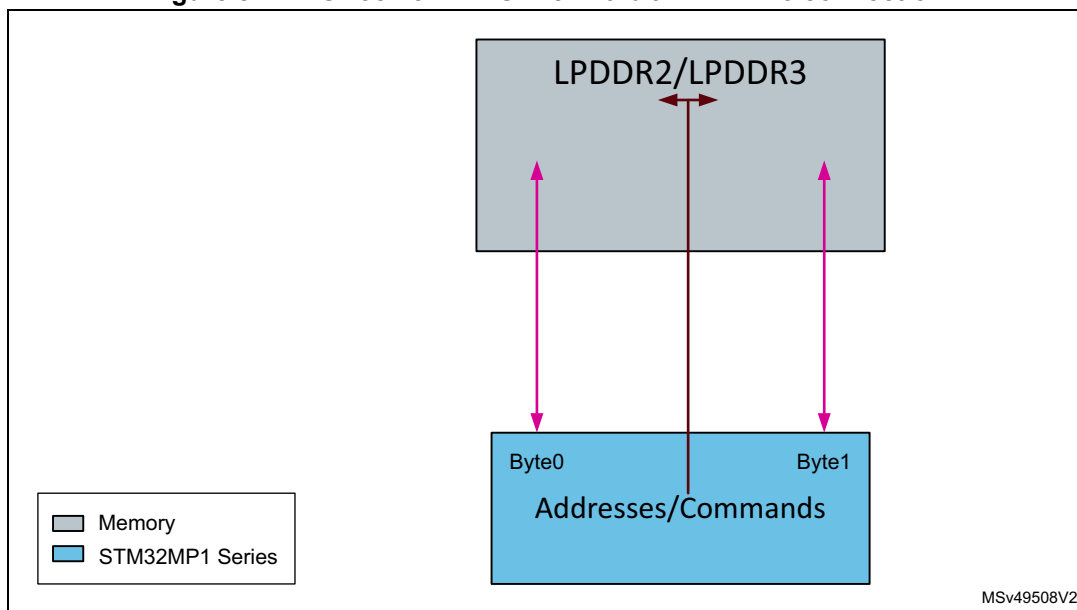 LPDDR2/LPDDR3
Byte0
Byte1
Addresses/Commands
Memory
STM32MP1 Series
MSv49508V2